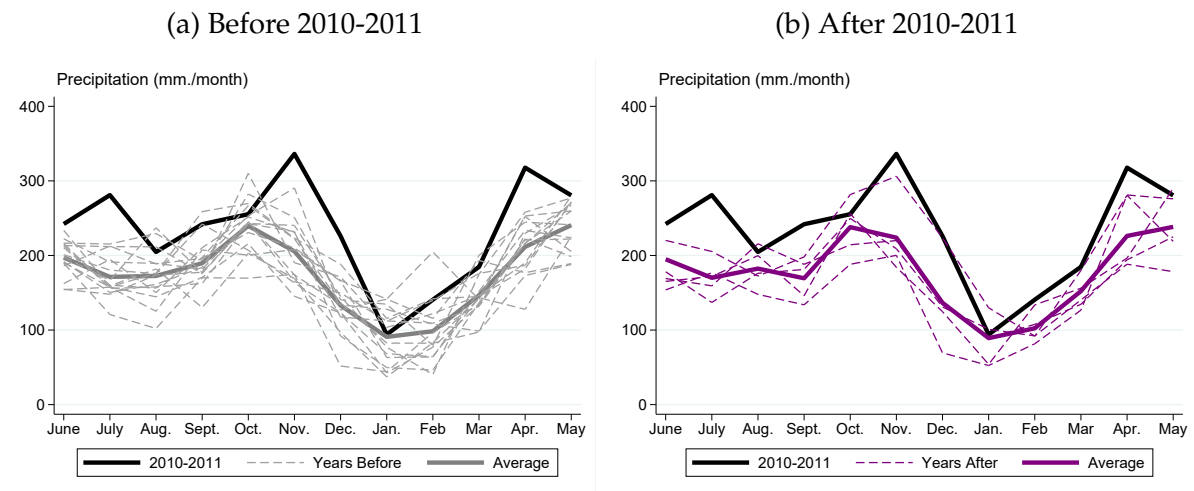 (a) Before 2010-2011
Precipitation (mm./month)
400
300
200
100
0
June July Aug. Sept. Oct. Nov. Dec. Jan. Feb Mar. Apr. May
2010-2011 Years Before Average
(b) After 2010-2011
Precipitation (mm./month)
400
300
200
100
0
June July Aug. Sept. Oct. Nov. Dec. Jan. Feb Mar. Apr. May
2010-2011 Years After Average